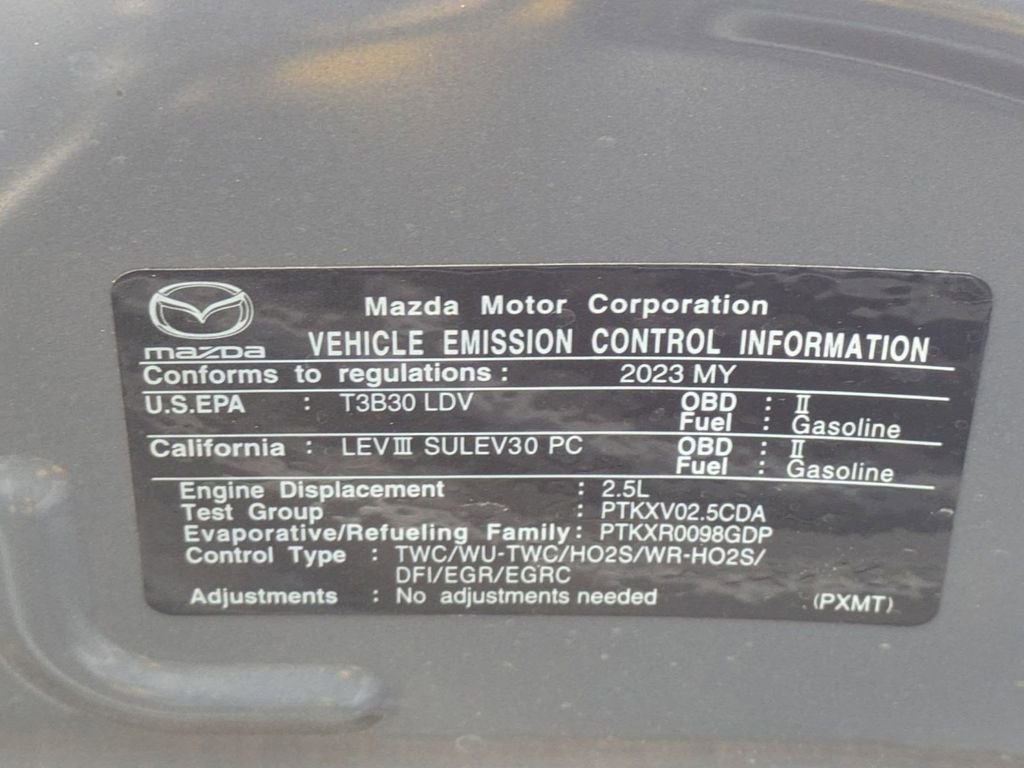 Mazda Motor Corporation
mazda VEHICLE EMISSION CONTROL INFORMATION
Conforms to regulations : 2023 MY
U.S.EPA : T3B30 LDV OBD : II
Fuel : Gasoline
California : LEV III SULEV30 PC OBD : II
Fuel : Gasoline
Engine Displacement : 2.5L
Test Group : PTKXV02.5CDA
Evaporative/Refueling Family : PTKXR0098GDP
Control Type : TWC/WU-TWC/HO2S/WR-HO2S/
DFI/EGR/EGRC
Adjustments : No adjustments needed (PXMT)